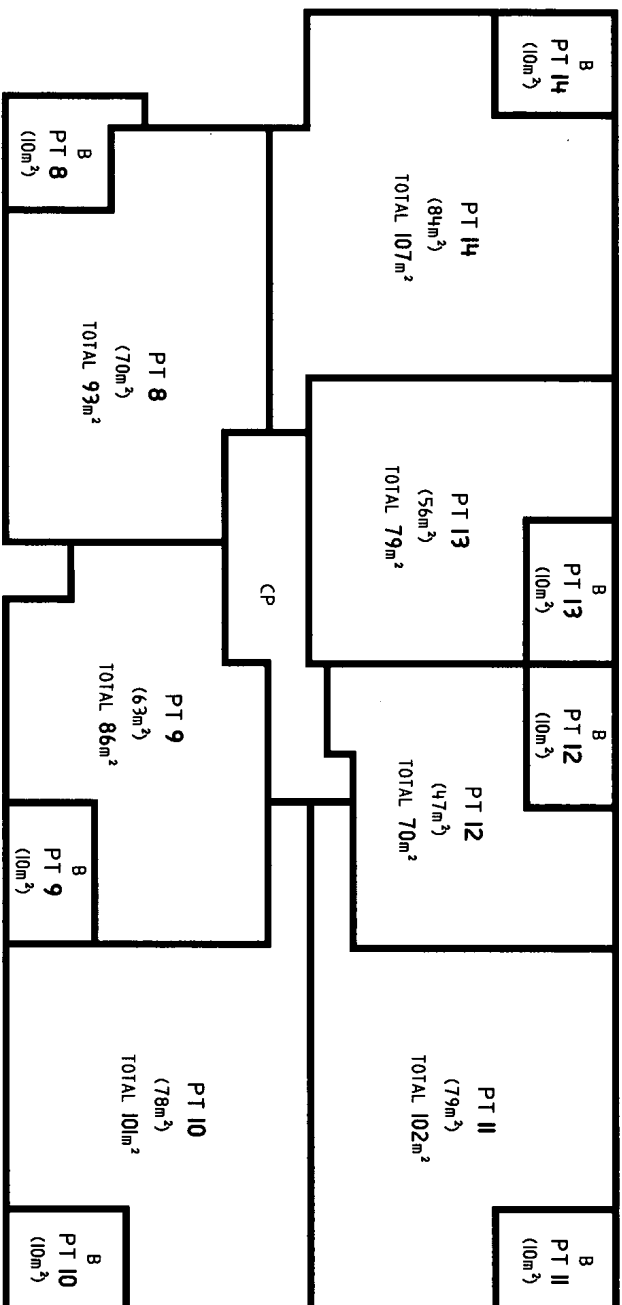 B
PT 14
(10m²)
PT 14
(84m²)
TOTAL 107m²
B
PT 13
(10m²)
PT 13
(56m²)
TOTAL 79m²
B
PT 12
(10m²)
PT 12
(47m²)
TOTAL 70m²
B
PT 11
(10m²)
PT 11
(79m²)
TOTAL 102m²
CP
PT 8
(70m²)
TOTAL 93m²
B
PT 8
(10m²)
PT 9
(63m²)
TOTAL 86m²
B
PT 9
(10m²)
PT 10
(78m²)
TOTAL 101m²
B
PT 10
(10m²)